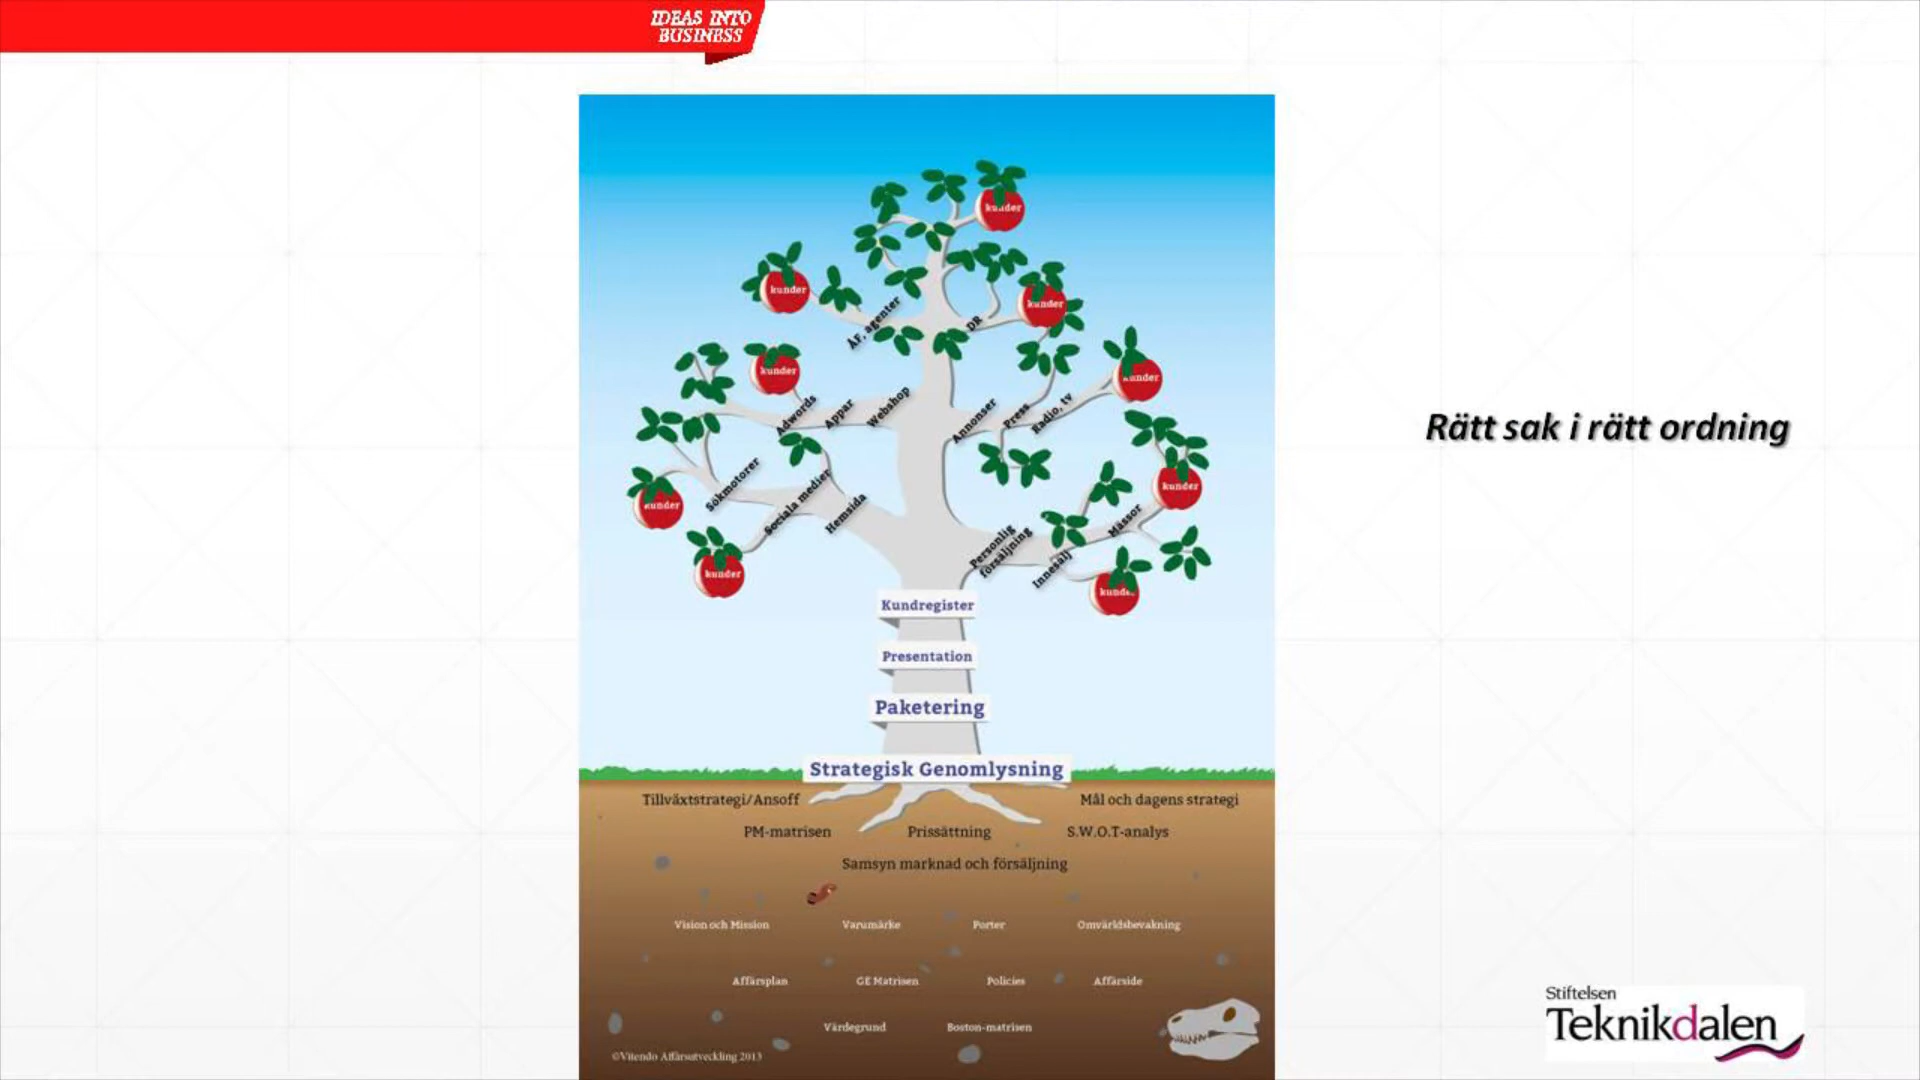 IDEAS INTO
BUSINESS
kunder
kunder
kunder
ÅF, agenter
DR
kunder
kunder
kunder
Adwords
Appar
Webshop
Annonser
Press
Radio, tv
Rätt sak i rätt ordning
kunder
Sökmotorer
Sociala medier
Hemsida
Personlig
försäljning
Innesälj
Mässor
kunder
kunder
kunder
Kundregister
Presentation
Paketering
Strategisk Genomlysning
Tillväxtstrategi/Ansoff
Mål och dagens strategi
PM-matrisen
Prissättning
S.W.O.T-analys
Samsyn marknad och försäljning
Vision och Mission
Varumärke
Porter
Omvärldsbevakning
Affärsplan
GE Matrisen
Policies
Affärside
Värdegrund
Boston-matrisen
©Vitendo Affärsutveckling 2013
Stiftelsen
Teknikdalen